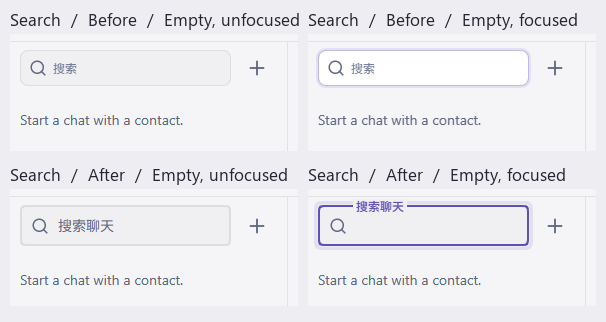 Search / Before / Empty, unfocused
搜索
Start a chat with a contact.
Search / Before / Empty, focused
搜索
Start a chat with a contact.
Search / After / Empty, unfocused
搜索聊天
Start a chat with a contact.
Search / After / Empty, focused
搜索聊天
Start a chat with a contact.